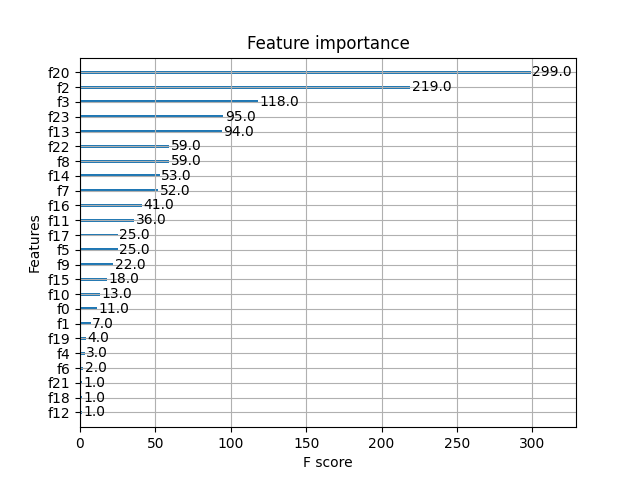 Feature importance
f20 299.0
f2 219.0
f3 118.0
f23 95.0
f13 94.0
f22 59.0
f8 59.0
f14 53.0
f7 52.0
f16 41.0
f11 36.0
f17 25.0
f5 25.0
f9 22.0
f15 18.0
f10 13.0
f0 11.0
f1 7.0
f19 4.0
f4 3.0
f6 2.0
f21 1.0
f18 1.0
f12 1.0
Features
0 50 100 150 200 250 300
F score